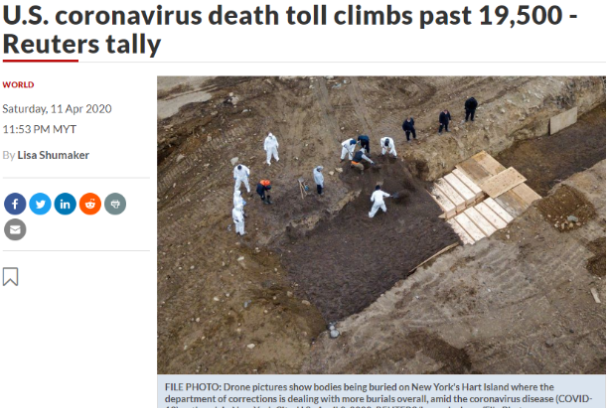 U.S. coronavirus death toll climbs past 19,500 -
Reuters tally
WORLD
Saturday, 11 Apr 2020
11:53 PM MYT
By Lisa Shumaker
FILE PHOTO: Drone pictures show bodies being buried on New York's Hart Island where the
department of corrections is dealing with more burials overall, amid the coronavirus disease (COVID-